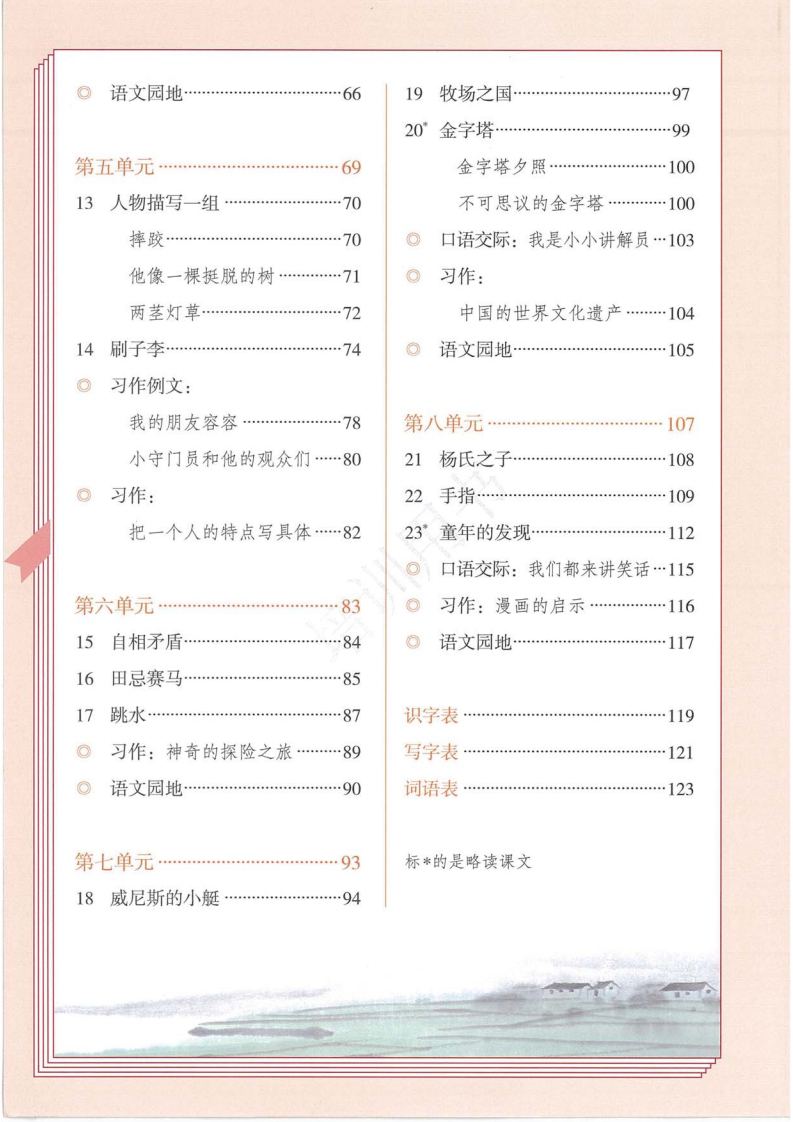 ◎ 语文园地……………………………66
第五单元……………………………69
13 人物描写一组……………………70
摔跤……………………………70
他像一棵挺脱的树…………71
两茎灯草………………………72
14 刷子李……………………………74
◎ 习作例文：
我的朋友容容…………………78
小守门员和他的观众们……80
◎ 习作：
把一个人的特点写具体……82
第六单元……………………………83
15 自相矛盾…………………………84
16 田忌赛马…………………………85
17 跳水………………………………87
◎ 习作：神奇的探险之旅………89
◎ 语文园地…………………………90
第七单元……………………………93
18 威尼斯的小艇……………………94
19 牧场之国…………………………97
20* 金字塔……………………………99
金字塔夕照……………………100
不可思议的金字塔…………100
◎ 口语交际：我是小小讲解员…103
◎ 习作：
中国的世界文化遗产………104
◎ 语文园地…………………………105
第八单元……………………………107
21 杨氏之子…………………………108
22 手指………………………………109
23* 童年的发现………………………112
◎ 口语交际：我们都来讲笑话…115
◎ 习作：漫画的启示……………116
◎ 语文园地…………………………117
识字表………………………………119
写字表………………………………121
词语表………………………………123
标*的是略读课文
培训用书